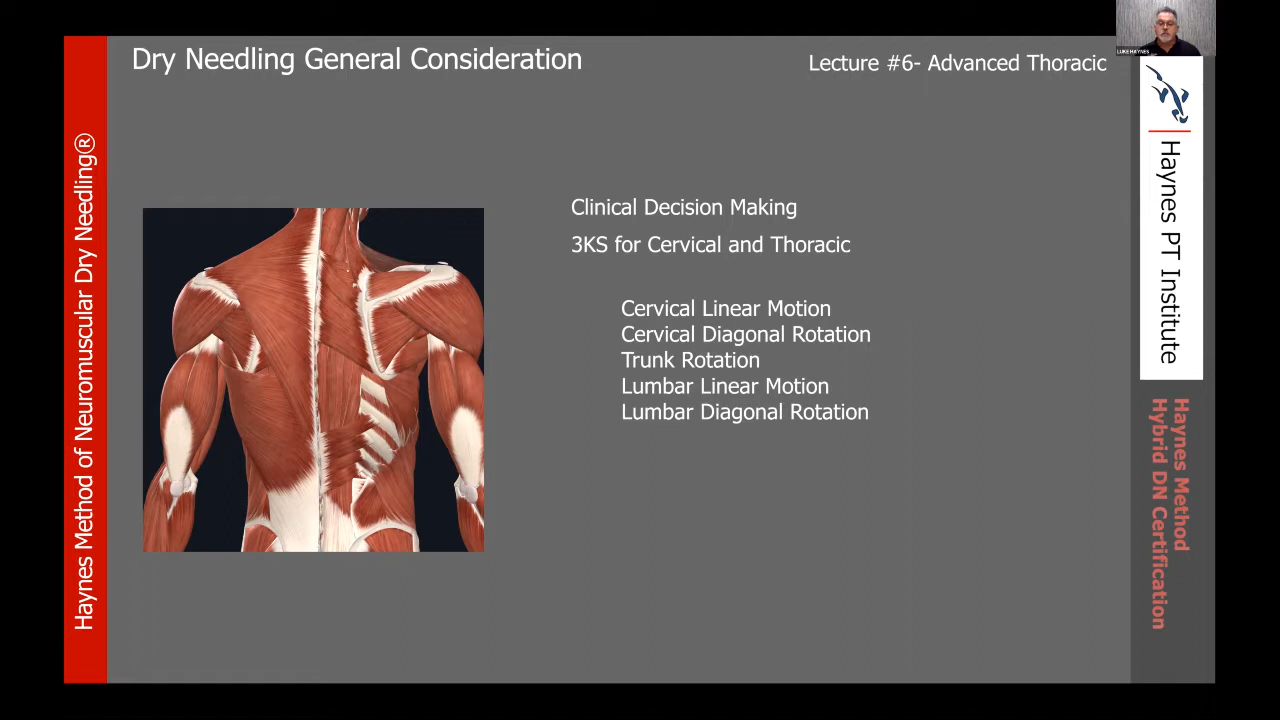 Dry Needling General Consideration
Lecture #6- Advanced Thoracic
LUKE HAYNES
Haynes Method of Neuromuscular Dry Needling®
Clinical Decision Making
3KS for Cervical and Thoracic
Cervical Linear Motion
Cervical Diagonal Rotation
Trunk Rotation
Lumbar Linear Motion
Lumbar Diagonal Rotation
Haynes PT Institute
Haynes Method
Hybrid DN Certification